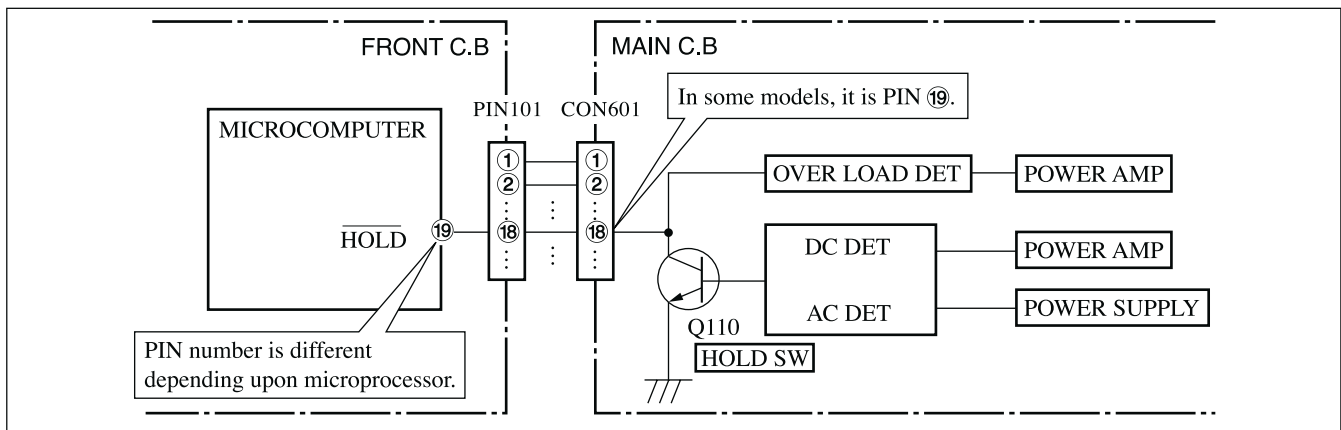 FRONT C.B
MAIN C.B
PIN101 CON601
In some models, it is PIN ⑲.
MICROCOMPUTER
① ①
② ②
HOLD ⑲ ⑱ ⑱
OVER LOAD DET POWER AMP
DC DET POWER AMP
AC DET POWER SUPPLY
Q110
HOLD SW
PIN number is different
depending upon microprocessor.